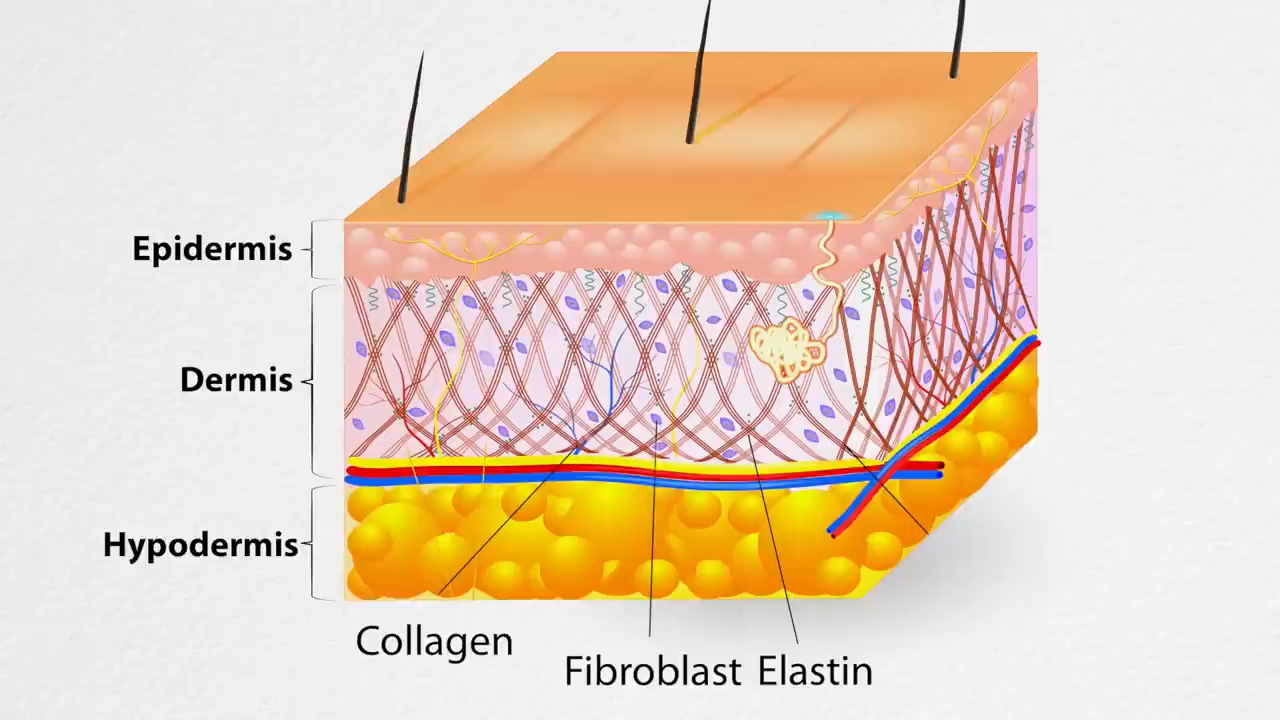 Epidermis
Dermis
Hypodermis
Collagen
Fibroblast
Elastin